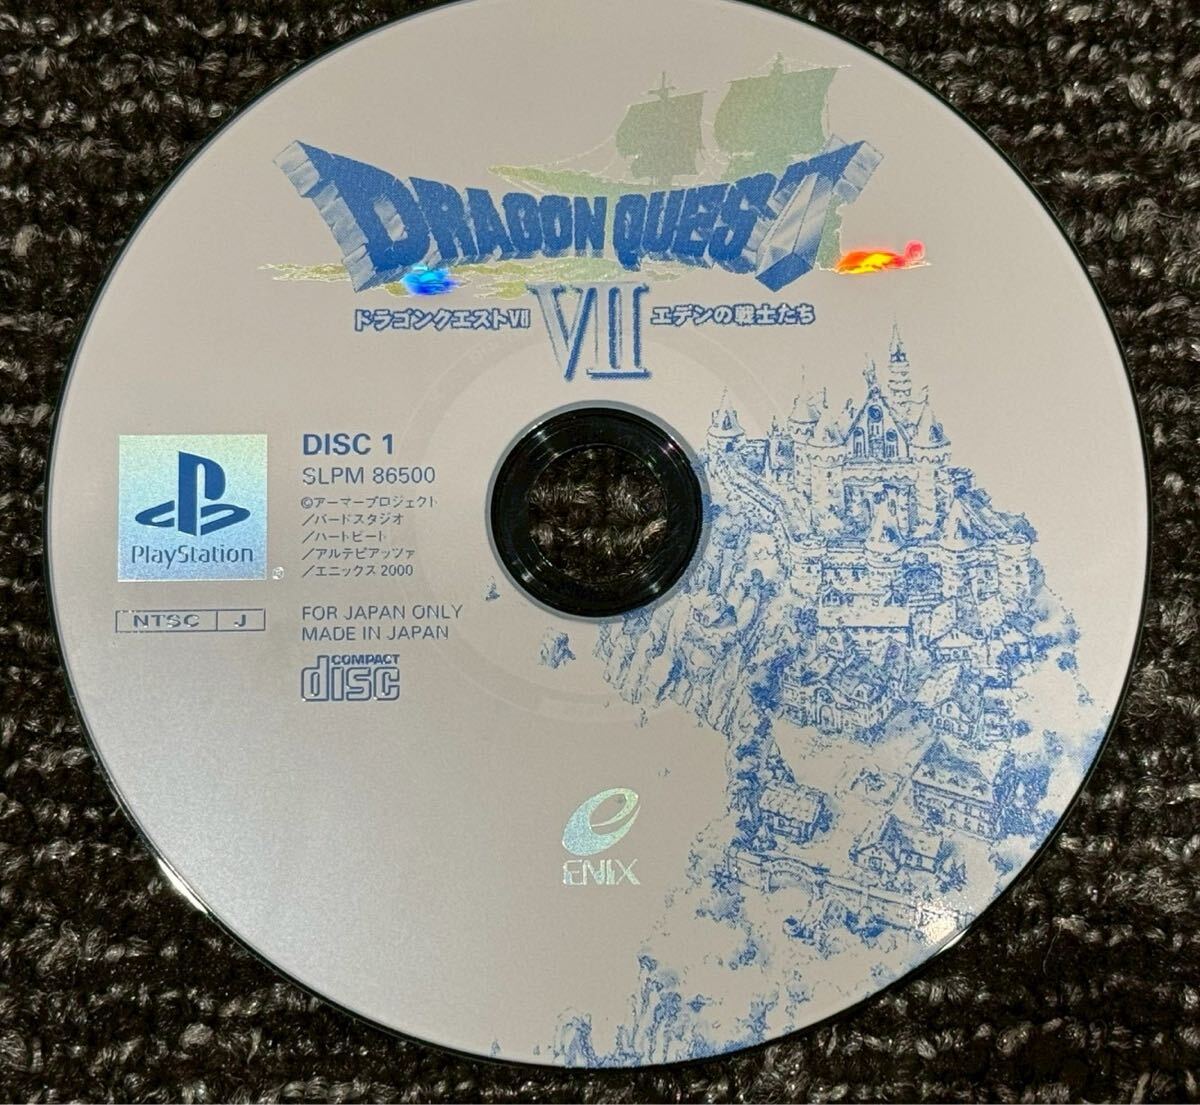 DRAGON QUEST
ドラゴンクエストVII VII エデンの戦士たち
DISC 1
SLPM 86500
©アーマープロジェクト
／バードスタジオ
／ハートビート
／アルテピアッツァ
／エニックス 2000
PlayStation
®
NTSC J
FOR JAPAN ONLY
MADE IN JAPAN
COMPACT
disc
ENIX